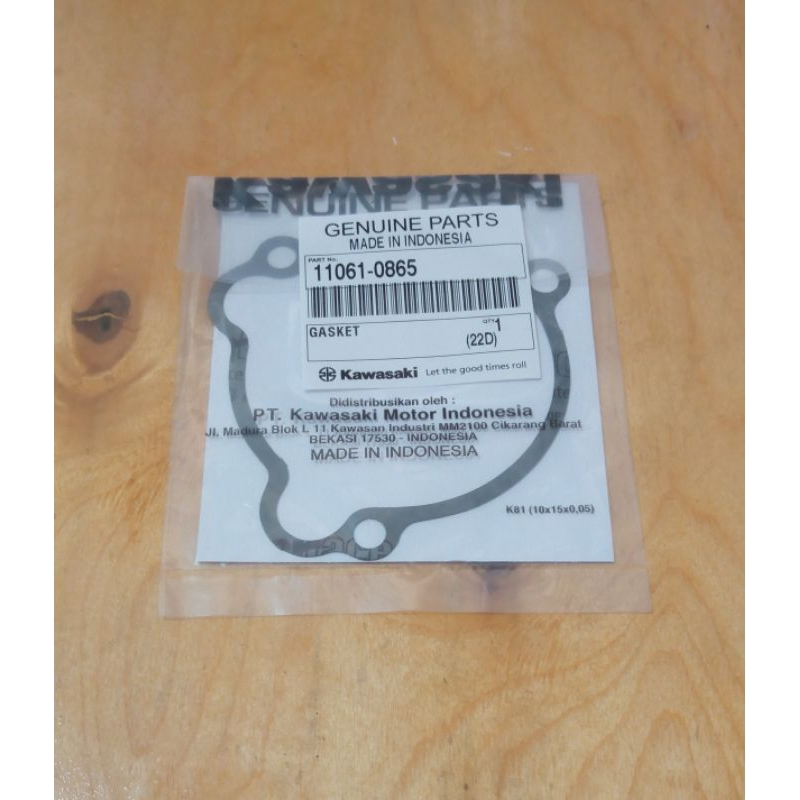 KAWASAKI
GENUINE PARTS
GENUINE PARTS
MADE IN INDONESIA
PART No.
11061-0865
GASKET
QTY 1
(22D)
Kawasaki Let the good times roll
Didistribusikan oleh :
PT. Kawasaki Motor Indonesia
Jl. Madura Blok L 11 Kawasan Industri MM2100 Cikarang Barat
BEKASI 17530 - INDONESIA
MADE IN INDONESIA
K81 (10x15x0,05)